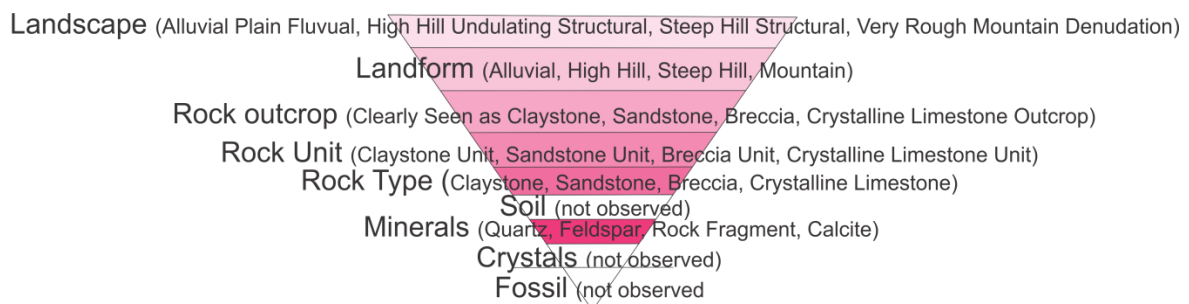 Landscape (Alluvial Plain Fluvual, High Hill Undulating Structural, Steep Hill Structural, Very Rough Mountain Denudation)
Landform (Alluvial, High Hill, Steep Hill, Mountain)
Rock outcrop (Clearly Seen as Claystone, Sandstone, Breccia, Crystalline Limestone Outcrop)
Rock Unit (Claystone Unit, Sandstone Unit, Breccia Unit, Crystalline Limestone Unit)
Rock Type (Claystone, Sandstone, Breccia, Crystalline Limestone)
Soil (not observed)
Minerals (Quartz, Feldspar, Rock Fragment, Calcite)
Crystals (not observed)
Fossil (not observed